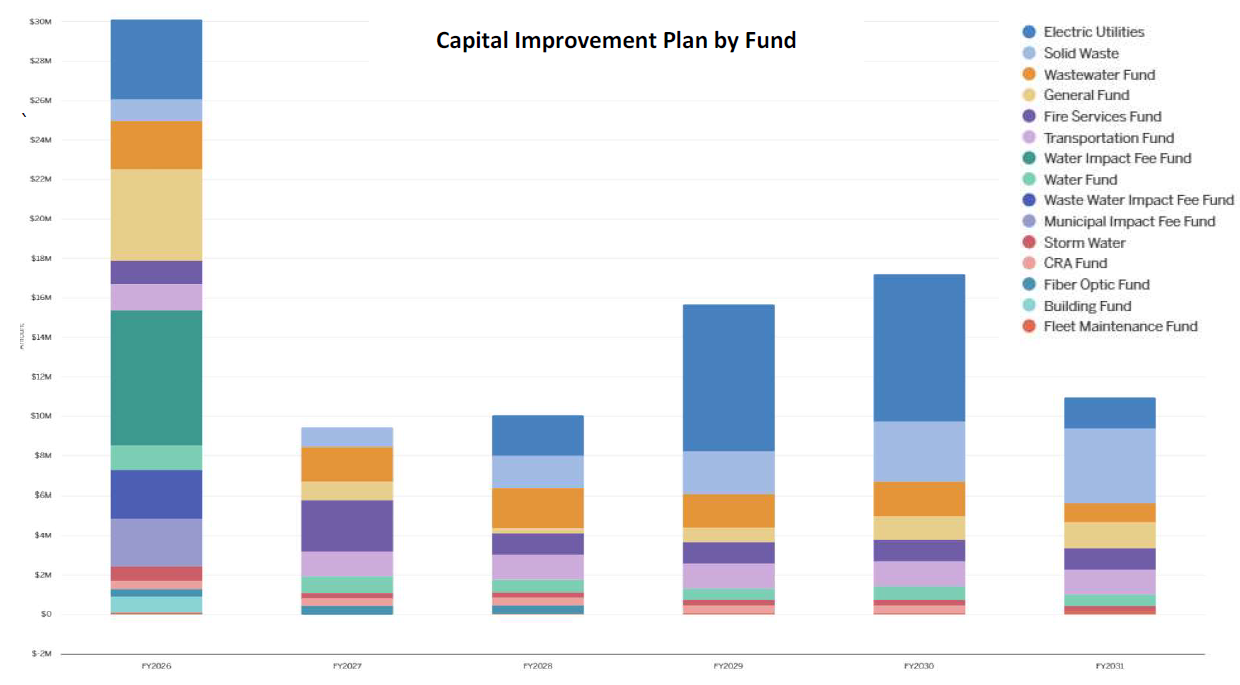 Capital Improvement Plan by Fund
$30M
$28M
$26M
$24M
$22M
$20M
$18M
$16M
$14M
$12M
$10M
$8M
$6M
$4M
$2M
$0
$-2M
Amount
FY2026
FY2027
FY2028
FY2029
FY2030
FY2031
Electric Utilities
Solid Waste
Wastewater Fund
General Fund
Fire Services Fund
Transportation Fund
Water Impact Fee Fund
Water Fund
Waste Water Impact Fee Fund
Municipal Impact Fee Fund
Storm Water
CRA Fund
Fiber Optic Fund
Building Fund
Fleet Maintenance Fund